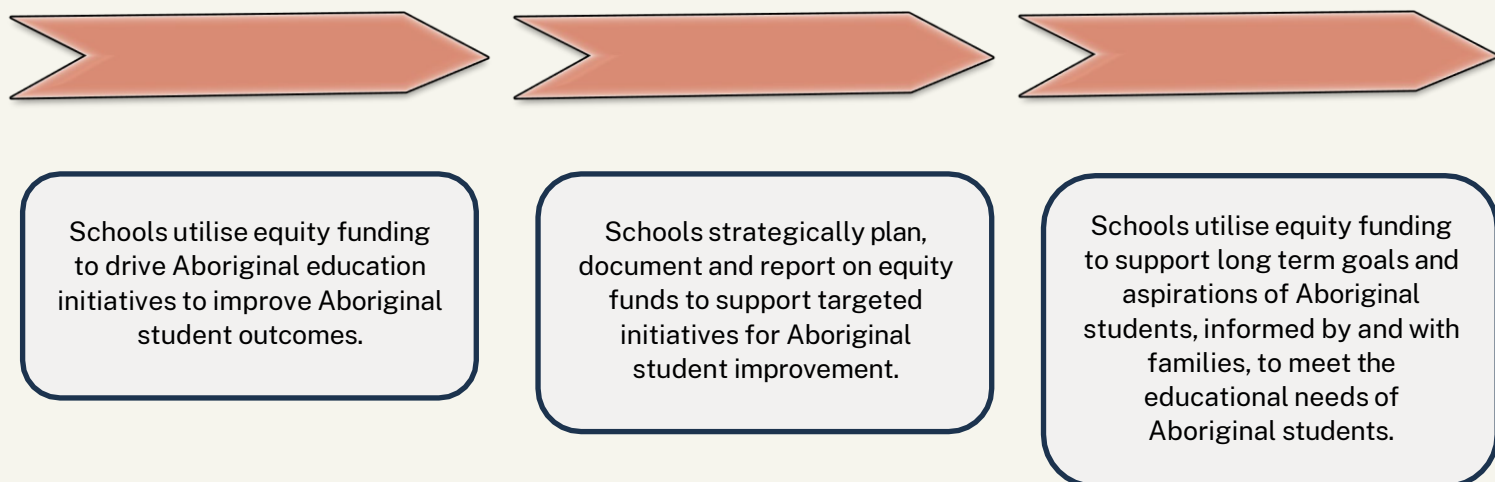 Schools utilise equity funding
to drive Aboriginal education
initiatives to improve Aboriginal
student outcomes.
Schools strategically plan,
document and report on equity
funds to support targeted
initiatives for Aboriginal
student improvement.
Schools utilise equity funding
to support long term goals and
aspirations of Aboriginal
students, informed by and with
families, to meet the
educational needs of
Aboriginal students.